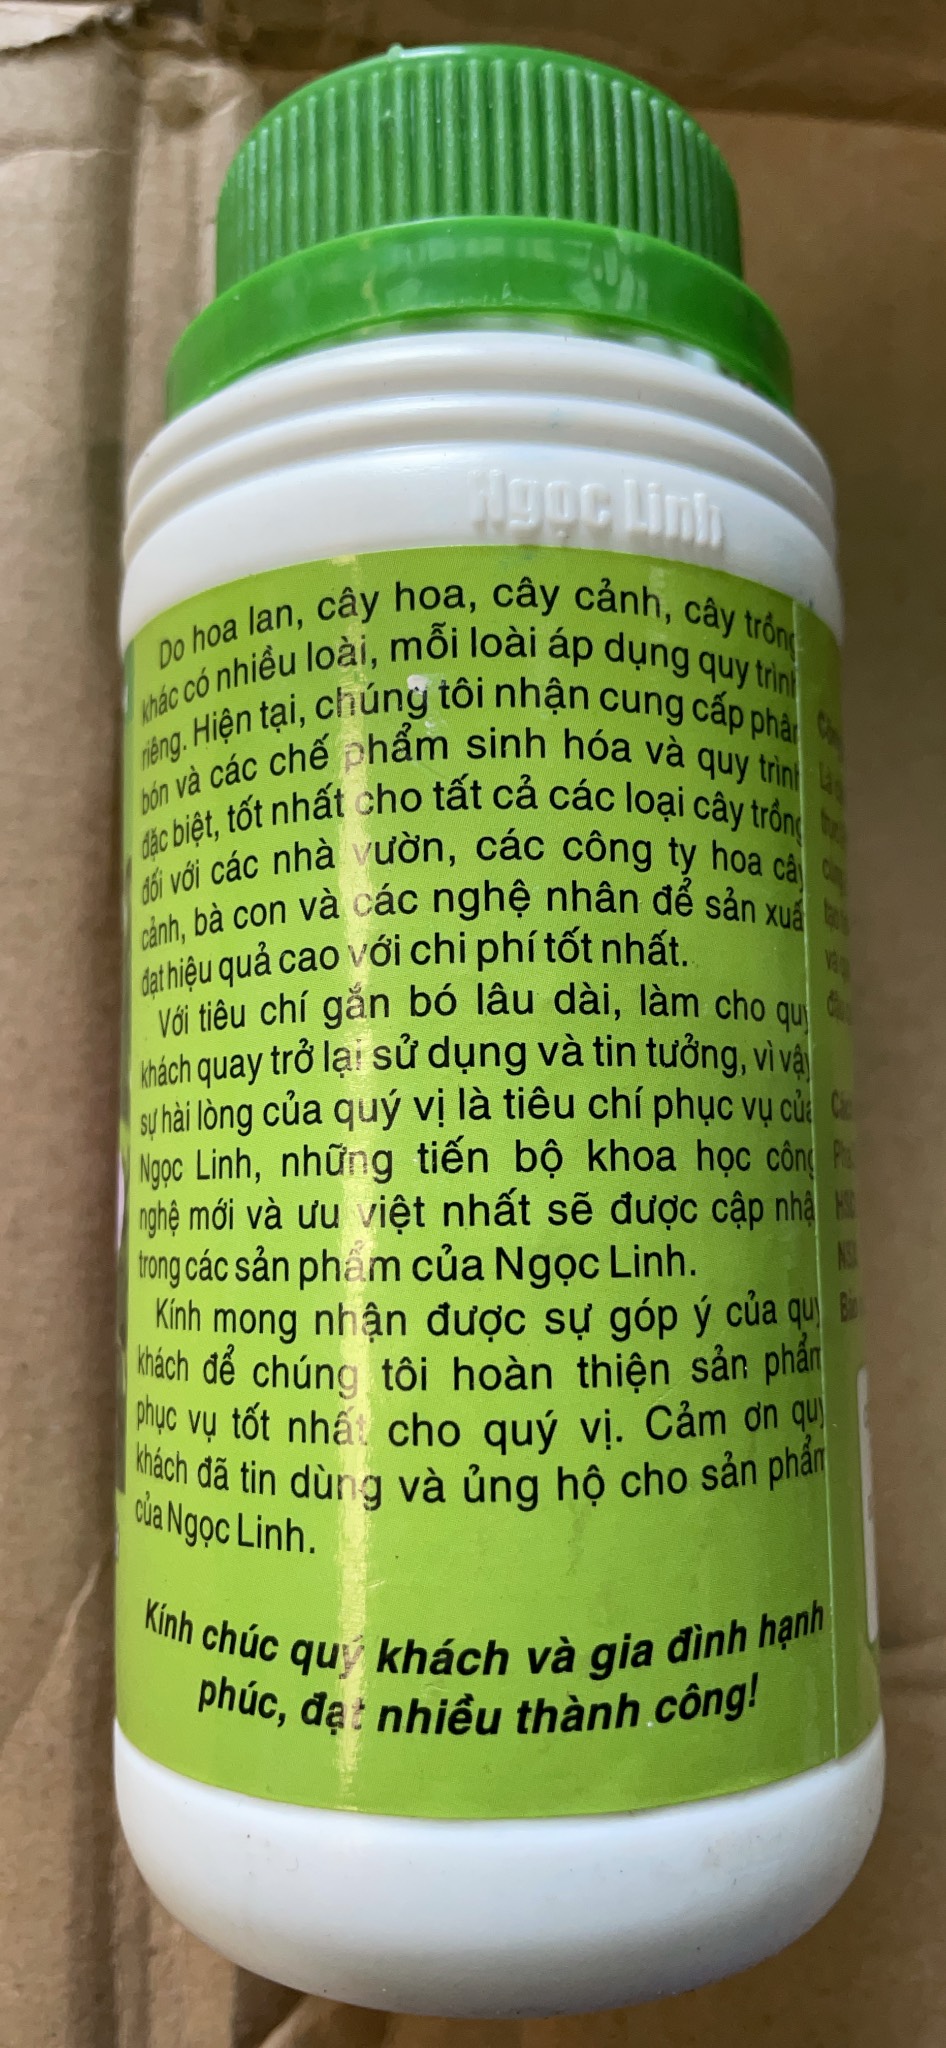 Ngọc Linh
Do hoa lan, cây hoa, cây cảnh, cây trồng
khác có nhiều loài, mỗi loài áp dụng quy trình
riêng. Hiện tại, chúng tôi nhận cung cấp phân
bón và các chế phẩm sinh hóa và quy trình
đặc biệt, tốt nhất cho tất cả các loại cây trồng
đối với các nhà vườn, các công ty hoa cây
cảnh, bà con và các nghệ nhân để sản xuất
đạt hiệu quả cao với chi phí tốt nhất.
Với tiêu chí gắn bó lâu dài, làm cho quý
khách quay trở lại sử dụng và tin tưởng, vì vậy
sự hài lòng của quý vị là tiêu chí phục vụ của
Ngọc Linh, những tiến bộ khoa học công
nghệ mới và ưu việt nhất sẽ được cập nhật
trong các sản phẩm của Ngọc Linh.
Kính mong nhận được sự góp ý của quý
khách để chúng tôi hoàn thiện sản phẩm
phục vụ tốt nhất cho quý vị. Cảm ơn quý
khách đã tin dùng và ủng hộ cho sản phẩm
của Ngọc Linh.
Kính chúc quý khách và gia đình hạnh
phúc, đạt nhiều thành công!